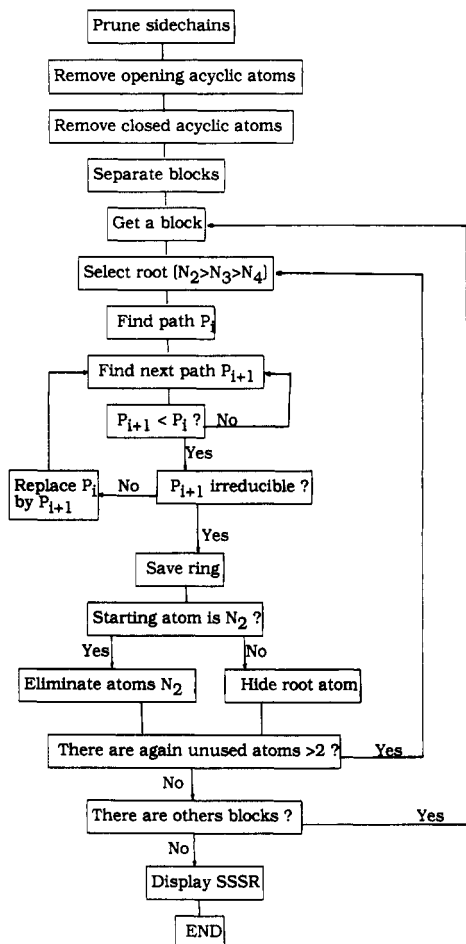 Prune sidechains
Remove opening acyclic atoms
Remove closed acyclic atoms
Separate blocks
Get a block
Select root (N2>N3>N4)
Find path Pi
Find next path Pi+1
Pi+1 < Pi ?
No
Yes
Replace Pi
by Pi+1
No
Pi+1 irreducible ?
Yes
Save ring
Starting atom is N2 ?
Yes
No
Eliminate atoms N2
Hide root atom
There are again unused atoms >2 ?
Yes
No
There are others blocks ?
Yes
No
Display SSSR
END